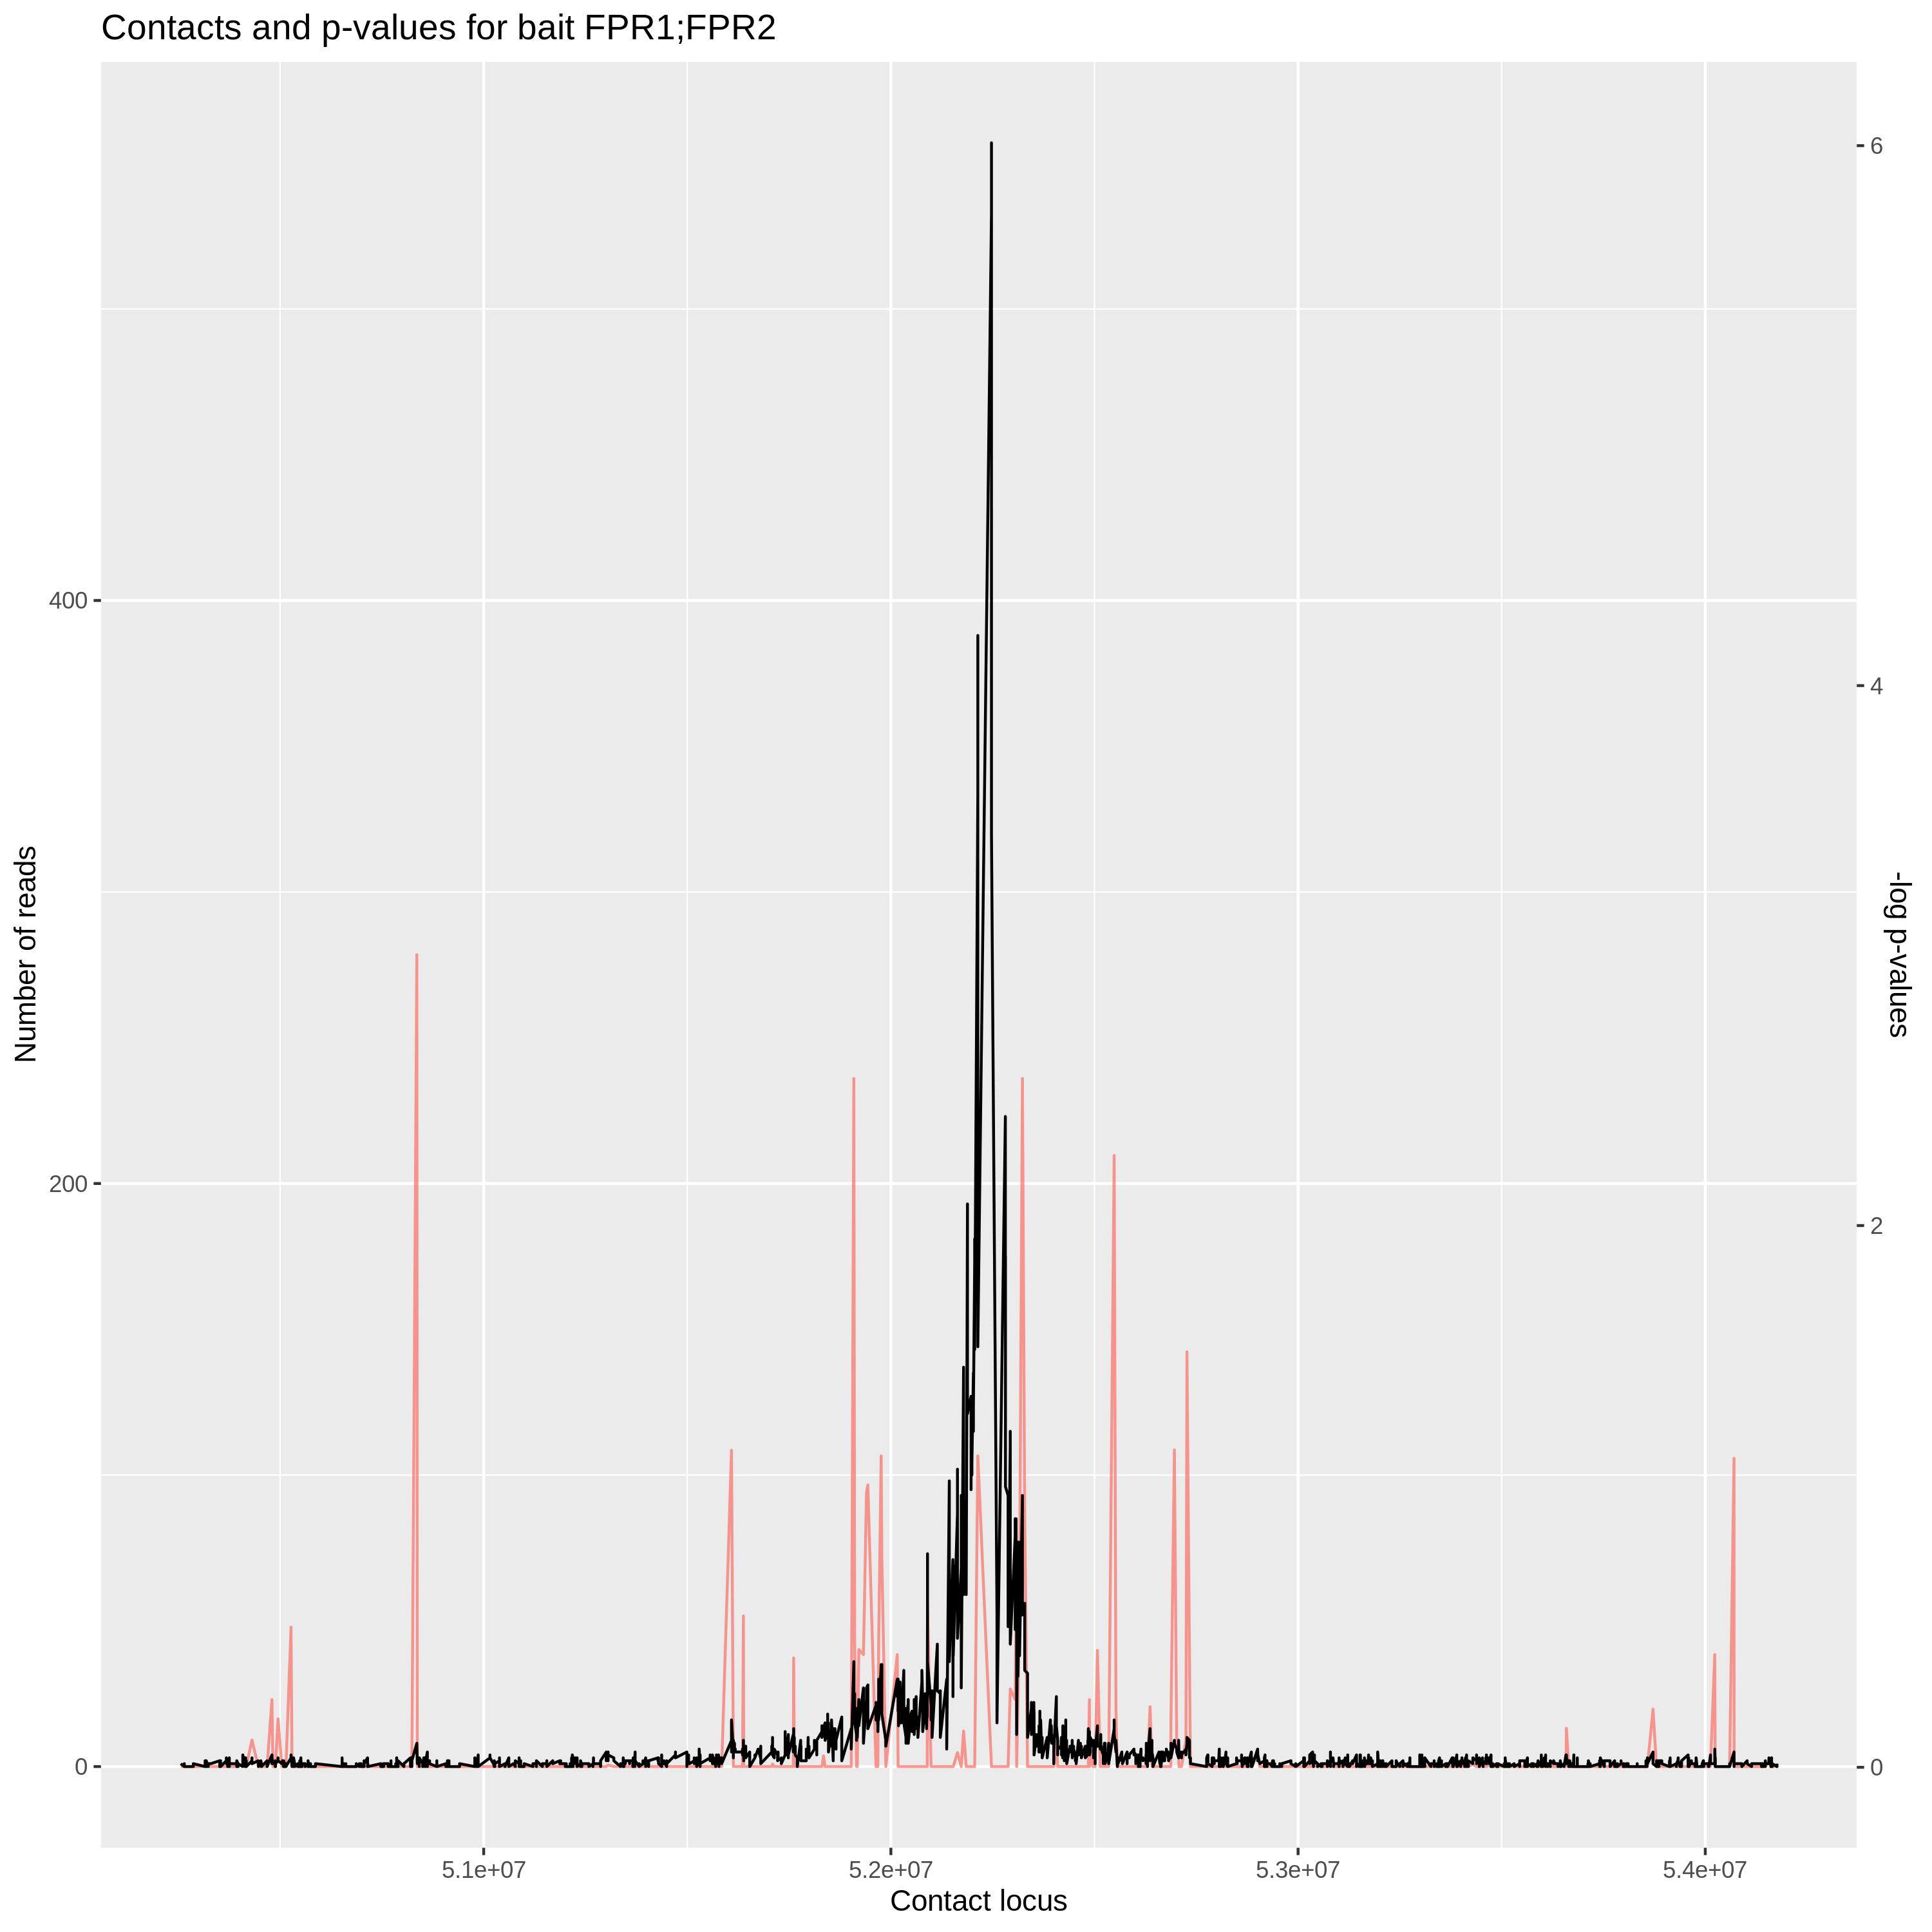 Contacts and p-values for bait FPR1;FPR2
6
400
4
Number of reads
-log p-values
200
2
0
0
5.1e+07
5.2e+07
5.3e+07
5.4e+07
Contact locus